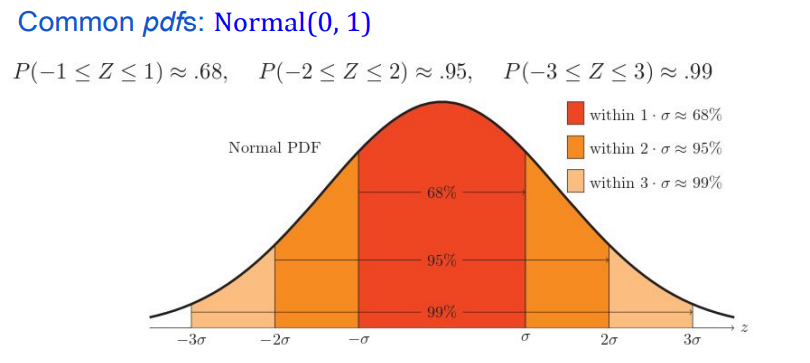 Common pdfs: Normal(0, 1)
P(−1 ≤ Z ≤ 1) ≈ .68, P(−2 ≤ Z ≤ 2) ≈ .95, P(−3 ≤ Z ≤ 3) ≈ .99
within 1 · σ ≈ 68%
Normal PDF
within 2 · σ ≈ 95%
within 3 · σ ≈ 99%
68%
95%
99%
z
−3σ −2σ −σ σ 2σ 3σ